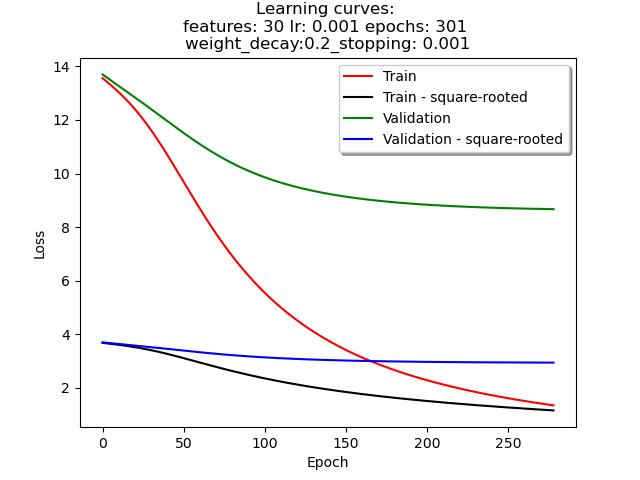 Learning curves:
features: 30 lr: 0.001 epochs: 301
weight_decay:0.2_stopping: 0.001
Train
Train - square-rooted
Validation
Validation - square-rooted
Loss
14
12
10
8
6
4
2
0 50 100 150 200 250
Epoch